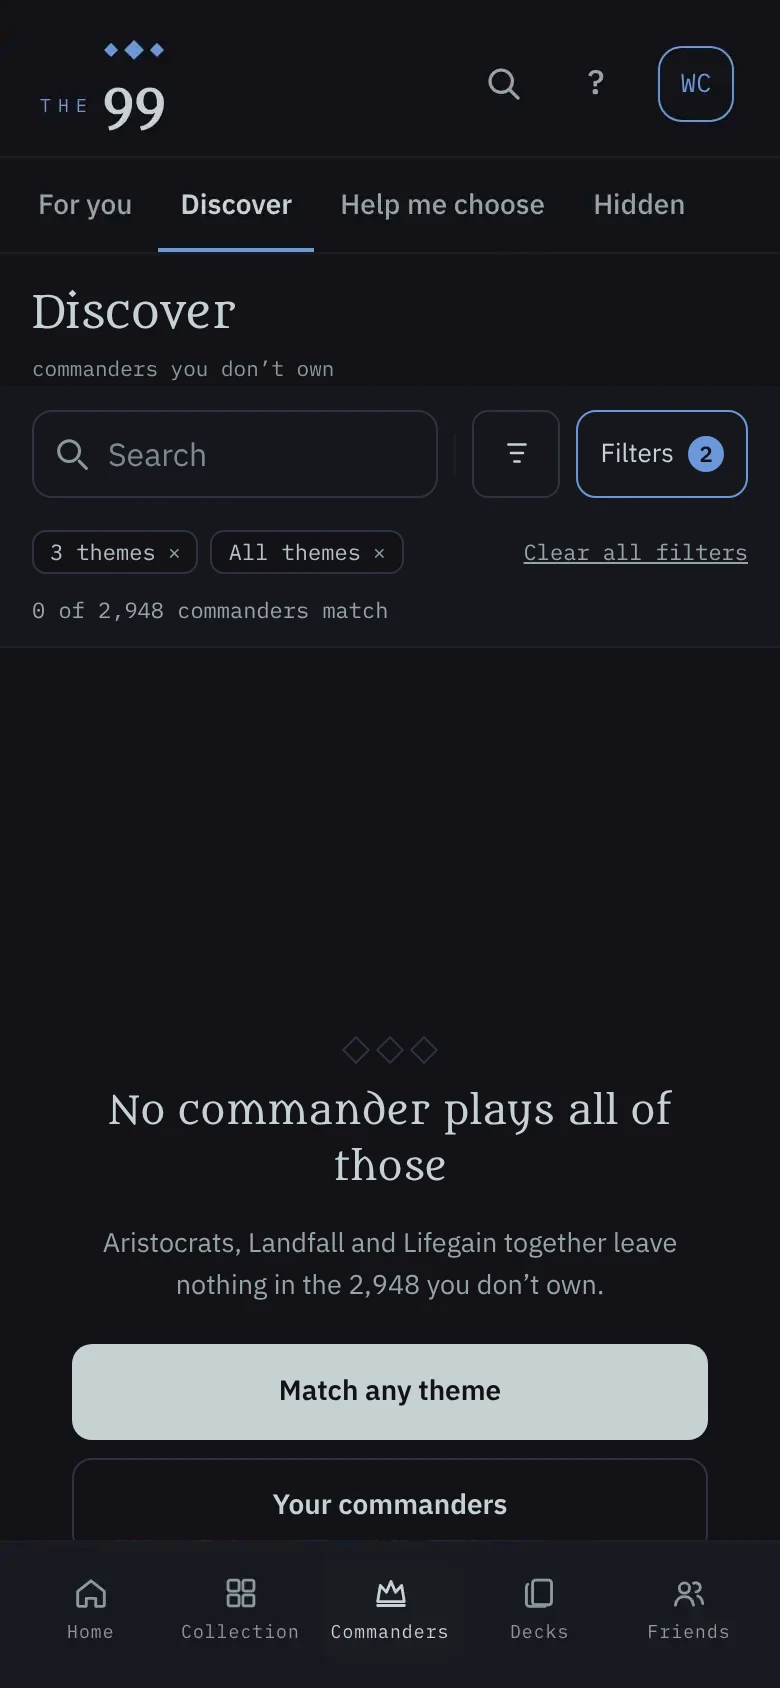 THE 99
?
WC
For you Discover Help me choose Hidden
Discover
commanders you don’t own
Search
Filters 2
3 themes × All themes × Clear all filters
0 of 2,948 commanders match
No commander plays all of
those
Aristocrats, Landfall and Lifegain together leave
nothing in the 2,948 you don’t own.
Match any theme
Your commanders
Home Collection Commanders Decks Friends